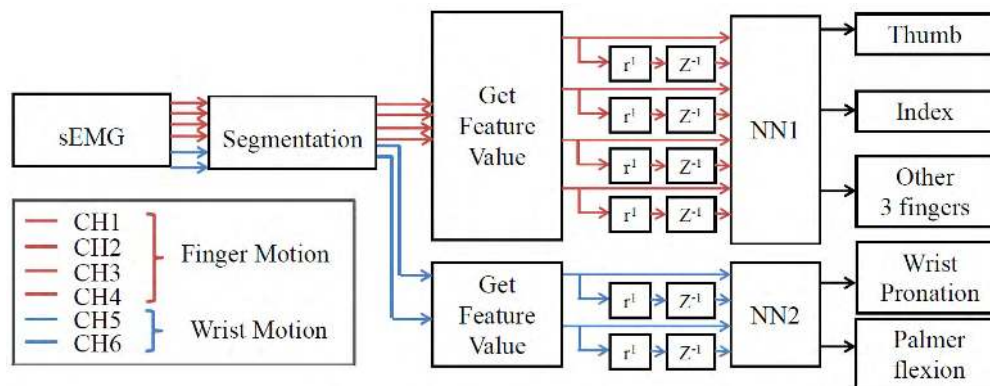 sEMG
Segmentation
Get
Feature
Value
r¹ Z⁻¹
r¹ Z⁻¹
r¹ Z⁻¹
r¹ Z⁻¹
NN1
Thumb
Index
Other
3 fingers
CH1
CH2
CH3
CH4
Finger Motion
CH5
CH6
Wrist Motion
Get
Feature
Value
r¹ Z⁻¹
r¹ Z⁻¹
NN2
Wrist
Pronation
Palmer
flexion